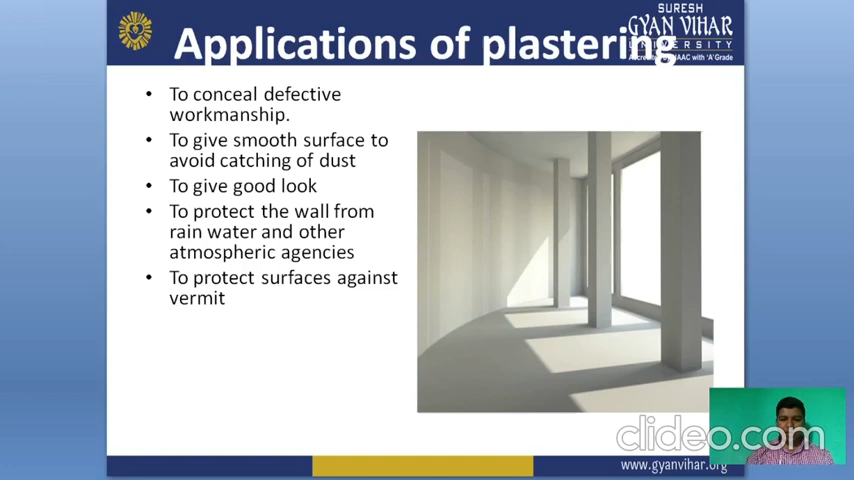 SURESH
GYAN VIHAR
UNIVERSITY
Accredited by NAAC with 'A' Grade
Applications of plastering
• To conceal defective
workmanship.
• To give smooth surface to
avoid catching of dust
• To give good look
• To protect the wall from
rain water and other
atmospheric agencies
• To protect surfaces against
vermit
clideo.com
www.gyanvihar.org